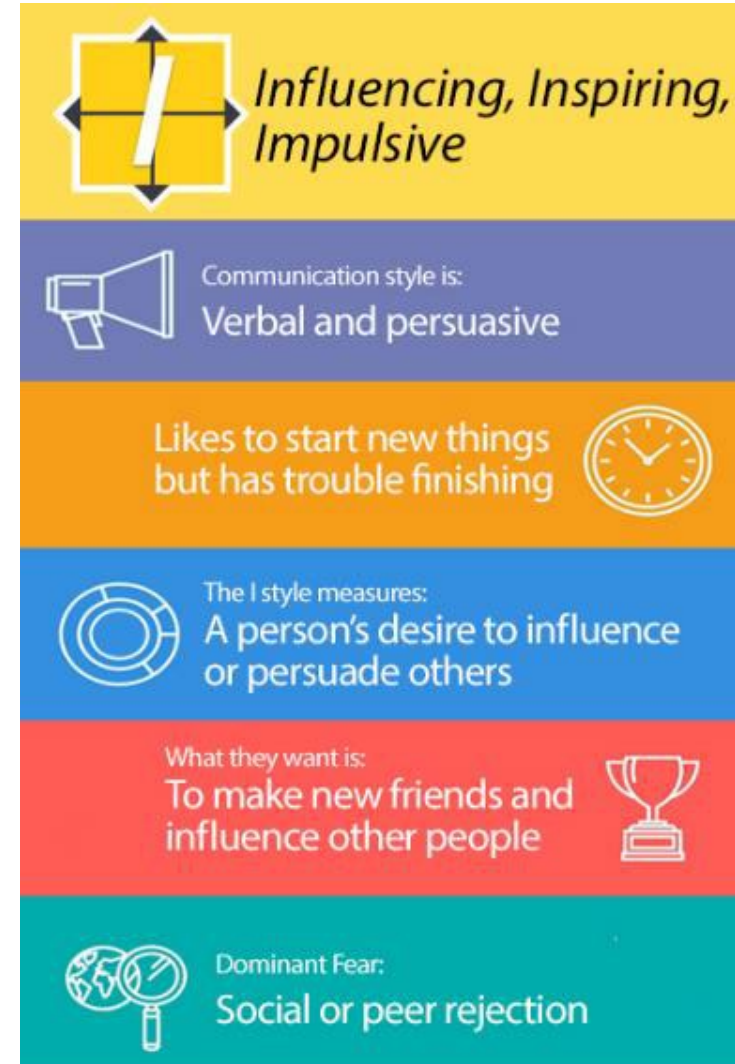 I
Influencing, Inspiring,
Impulsive
Communication style is:
Verbal and persuasive
Likes to start new things
but has trouble finishing
The I style measures:
A person’s desire to influence
or persuade others
What they want is:
To make new friends and
influence other people
Dominant Fear:
Social or peer rejection